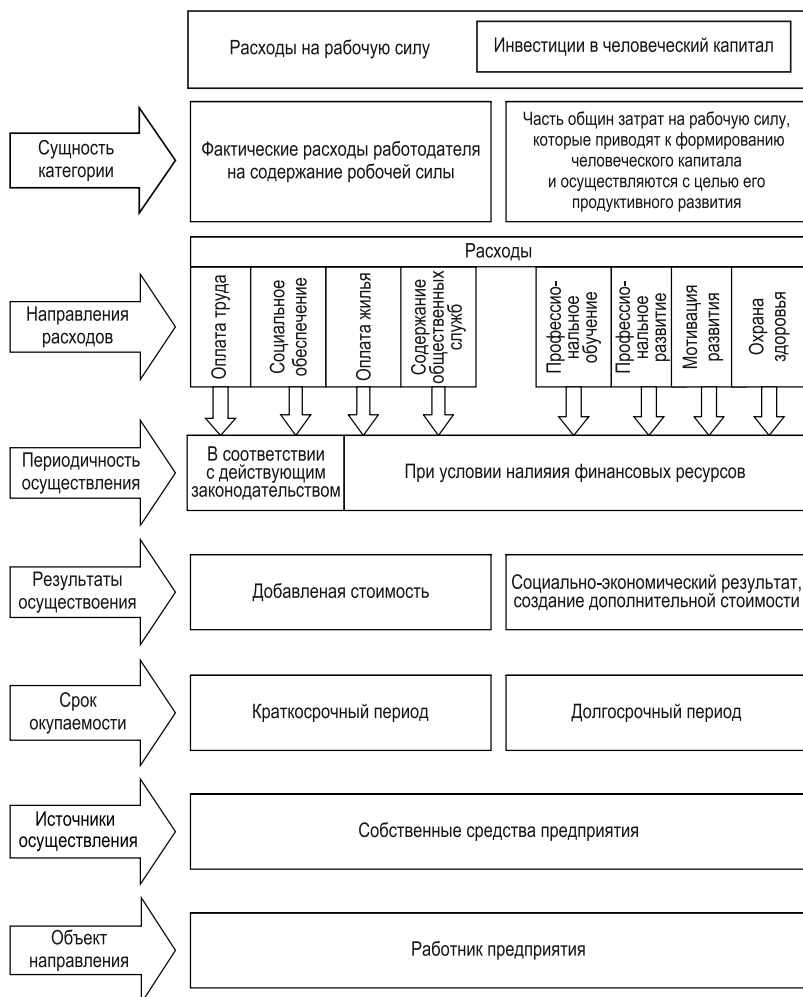 Расходы на рабочую силу
Инвестиции в человеческий капитал
Сущность
категории
Фактические расходы работодателя
на содержание робочей силы
Часть общин затрат на рабочую силу,
которые приводят к формированию
человеческого капитала
и осуществляются с целью его
продуктивного развития
Направления
расходов
Расходы
Оплата труда
Социальное
обеспечение
Оплата жилья
Содержание
общественных
служб
Профессио-
нальное
обучение
Профессио-
нальное
развитие
Мотивация
развития
Охрана
здоровья
Периодичность
осуществления
В соответствии
с действующим
законодательством
При условии налияия финансовых ресурсов
Результаты
осуществоения
Добавленая стоимость
Социально-экономический результат,
создание дополнительной стоимости
Срок
окупаемости
Краткосрочный период
Долгосрочный период
Источники
осуществления
Собственные средства предприятия
Объект
направления
Работник предприятия